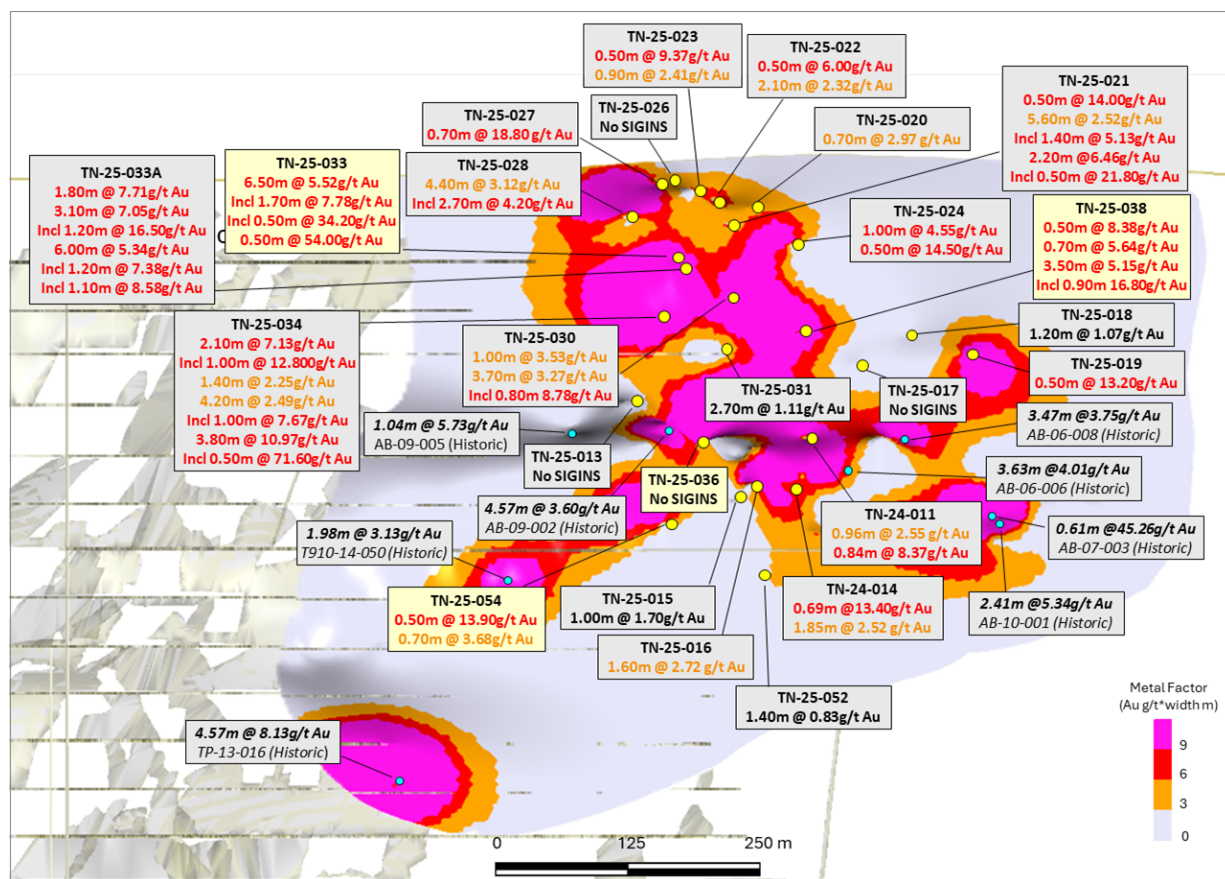 TN-25-023
0.50m @ 9.37g/t Au
0.90m @ 2.41g/t Au
TN-25-022
0.50m @ 6.00g/t Au
2.10m @ 2.32g/t Au
TN-25-021
0.50m @ 14.00g/t Au
5.60m @ 2.52g/t Au
Incl 1.40m @ 5.13g/t Au
2.20m @6.46g/t Au
Incl 0.50m @ 21.80g/t Au
TN-25-027
0.70m @ 18.80 g/t Au
TN-25-026
No SIGINS
TN-25-020
0.70m @ 2.97 g/t Au
TN-25-033A
1.80m @ 7.71g/t Au
3.10m @ 7.05g/t Au
Incl 1.20m @ 16.50g/t Au
6.00m @ 5.34g/t Au
Incl 1.20m @ 7.38g/t Au
Incl 1.10m @ 8.58g/t Au
TN-25-033
6.50m @ 5.52g/t Au
Incl 1.70m @ 7.78g/t Au
Incl 0.50m @ 34.20g/t Au
0.50m @ 54.00g/t Au
TN-25-028
4.40m @ 3.12g/t Au
Incl 2.70m @ 4.20g/t Au
TN-25-024
1.00m @ 4.55g/t Au
0.50m @ 14.50g/t Au
TN-25-038
0.50m @ 8.38g/t Au
0.70m @ 5.64g/t Au
3.50m @ 5.15g/t Au
Incl 0.90m 16.80g/t Au
TN-25-034
2.10m @ 7.13g/t Au
Incl 1.00m @ 12.800g/t Au
1.40m @ 2.25g/t Au
4.20m @ 2.49g/t Au
Incl 1.00m @ 7.67g/t Au
3.80m @ 10.97g/t Au
Incl 0.50m @ 71.60g/t Au
TN-25-030
1.00m @ 3.53g/t Au
3.70m @ 3.27g/t Au
Incl 0.80m 8.78g/t Au
TN-25-018
1.20m @ 1.07g/t Au
TN-25-019
0.50m @ 13.20g/t Au
TN-25-031
2.70m @ 1.11g/t Au
TN-25-017
No SIGINS
1.04m @ 5.73g/t Au
AB-09-005 (Historic)
3.47m @3.75g/t Au
AB-06-008 (Historic)
TN-25-013
No SIGINS
TN-25-036
No SIGINS
3.63m @4.01g/t Au
AB-06-006 (Historic)
4.57m @ 3.60g/t Au
AB-09-002 (Historic)
TN-24-011
0.96m @ 2.55 g/t Au
0.84m @ 8.37g/t Au
1.98m @ 3.13g/t Au
T910-14-050 (Historic)
0.61m @45.26g/t Au
AB-07-003 (Historic)
TN-25-054
0.50m @ 13.90g/t Au
0.70m @ 3.68g/t Au
TN-25-015
1.00m @ 1.70g/t Au
TN-24-014
0.69m @13.40g/t Au
1.85m @ 2.52 g/t Au
2.41m @5.34g/t Au
AB-10-001 (Historic)
TN-25-016
1.60m @ 2.72 g/t Au
TN-25-052
1.40m @ 0.83g/t Au
4.57m @ 8.13g/t Au
TP-13-016 (Historic)
Metal Factor
(Au g/t*width m)
9
6
3
0
0 125 250 m